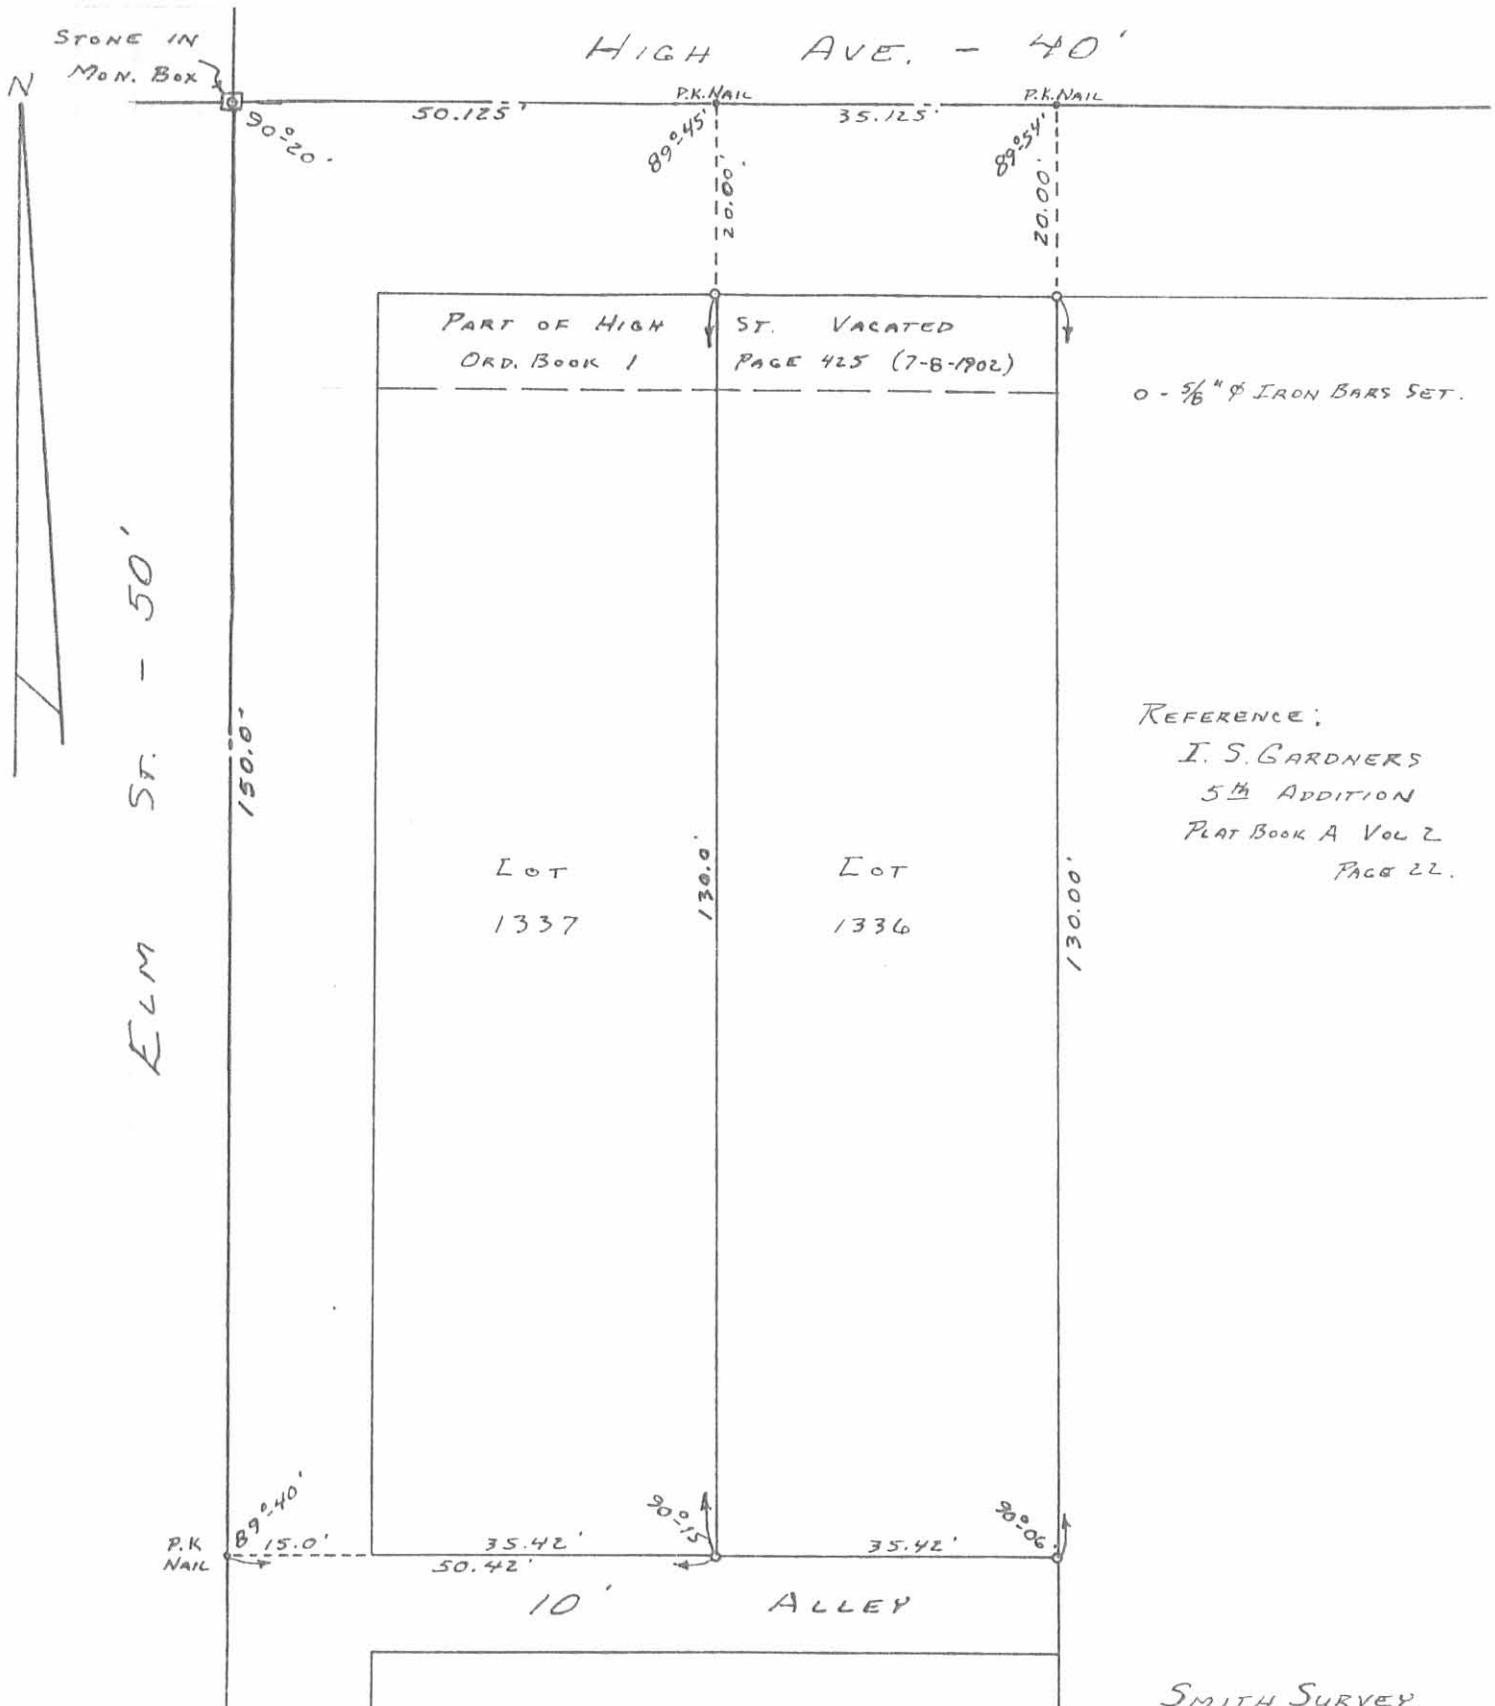 STONE IN
MON. BOX
HIGH AVE. - 40'
N
P.K. NAIL
P.K. NAIL
50.125'
35.125'
90°-20'
89°-45'
89°-54'
20.00'
20.00'
PART OF HIGH ST. VACATED
ORD. BOOK 1 PAGE 425 (7-8-1902)
O - 5/8" ϕ IRON BARS SET.
ELM ST. - 50'
150.0'
REFERENCE:
I. S. GARDNERS
5th ADDITION
PLAT BOOK A VOL 2
PAGE 22.
LOT
1337
130.0'
LOT
1336
130.00'
89°-40'
90°-15'
90°-06'
P.K
NAIL
15.0'
35.42'
35.42'
50.42'
10' ALLEY
SMITH SURVEY